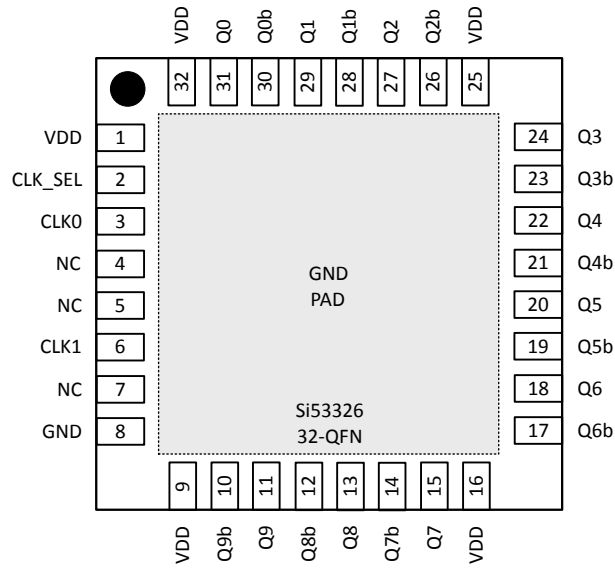 VDD Q0 Q0b Q1 Q1b Q2 Q2b VDD
32 31 30 29 28 27 26 25
VDD 1
CLK_SEL 2
CLK0 3
NC 4
NC 5
CLK1 6
NC 7
GND 8
GND
PAD
Si53326
32-QFN
24 Q3
23 Q3b
22 Q4
21 Q4b
20 Q5
19 Q5b
18 Q6
17 Q6b
9 10 11 12 13 14 15 16
VDD Q9b Q9 Q8b Q8 Q7b Q7 VDD